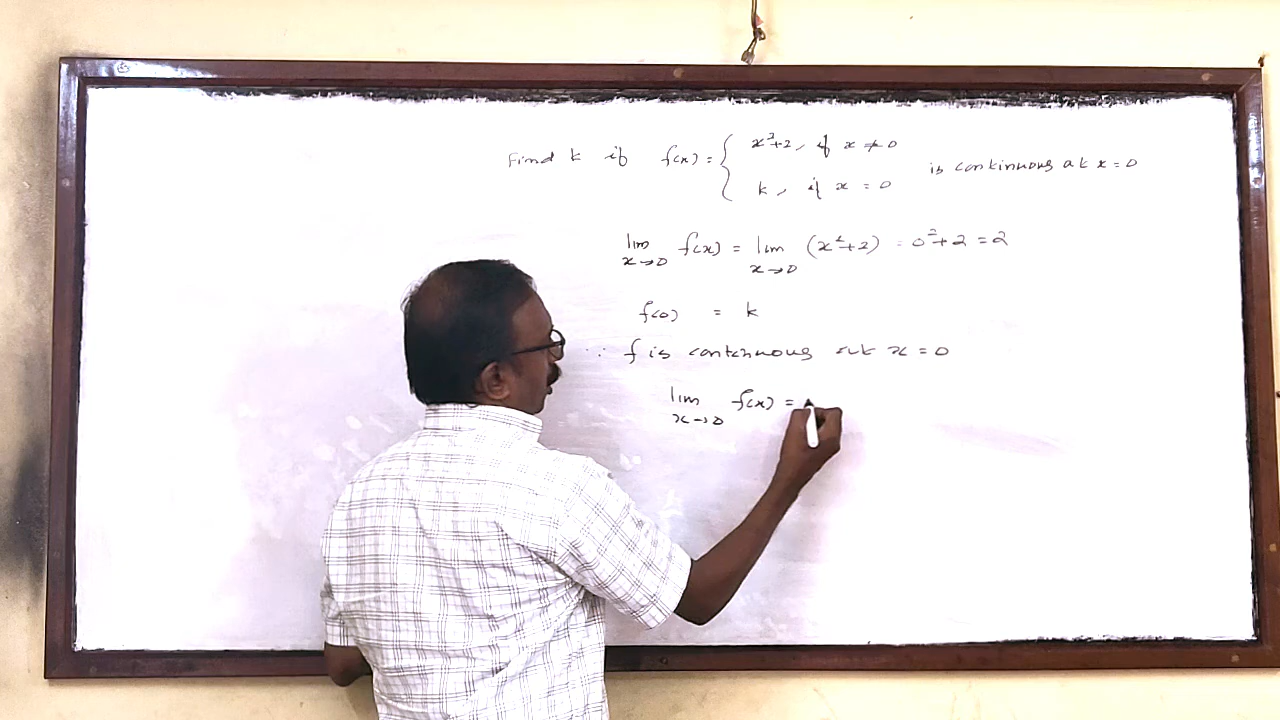 Find k if f(x) = { x²+2, if x ≠ 0
k, if x = 0 is continuous at x = 0
lim x→0 f(x) = lim x→0 (x²+2) = 0²+2 = 2
f(0) = k
∵ f is continuous at x = 0
lim x→0 f(x) =